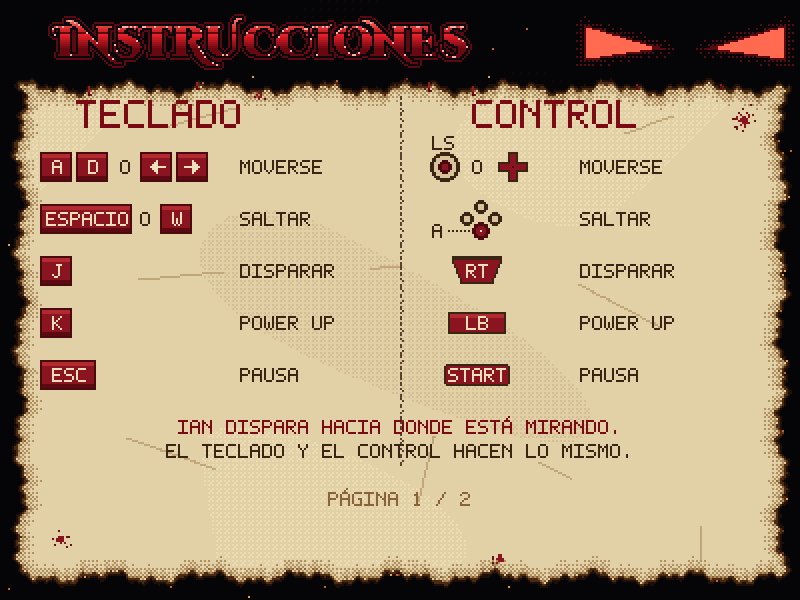 INSTRUCCIONES
TECLADO
A D O ← → MOVERSE
ESPACIO O W SALTAR
J DISPARAR
K POWER UP
ESC PAUSA
CONTROL
LS O MOVERSE
A SALTAR
RT DISPARAR
LB POWER UP
START PAUSA
IAN DISPARA HACIA DONDE ESTÁ MIRANDO.
EL TECLADO Y EL CONTROL HACEN LO MISMO.
PÁGINA 1 / 2